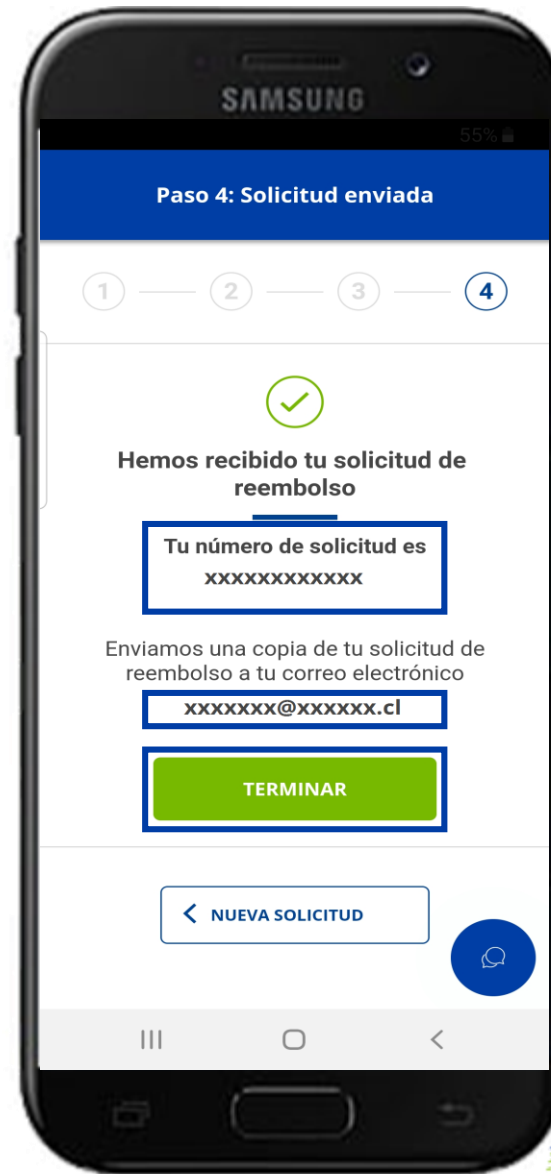 SAMSUNG
55%
Paso 4: Solicitud enviada
1 2 3 4
Hemos recibido tu solicitud de
reembolso
Tu número de solicitud es
xxxxxxxxxxxx
Enviamos una copia de tu solicitud de
reembolso a tu correo electrónico
xxxxxxx@xxxxxx.cl
TERMINAR
NUEVA SOLICITUD